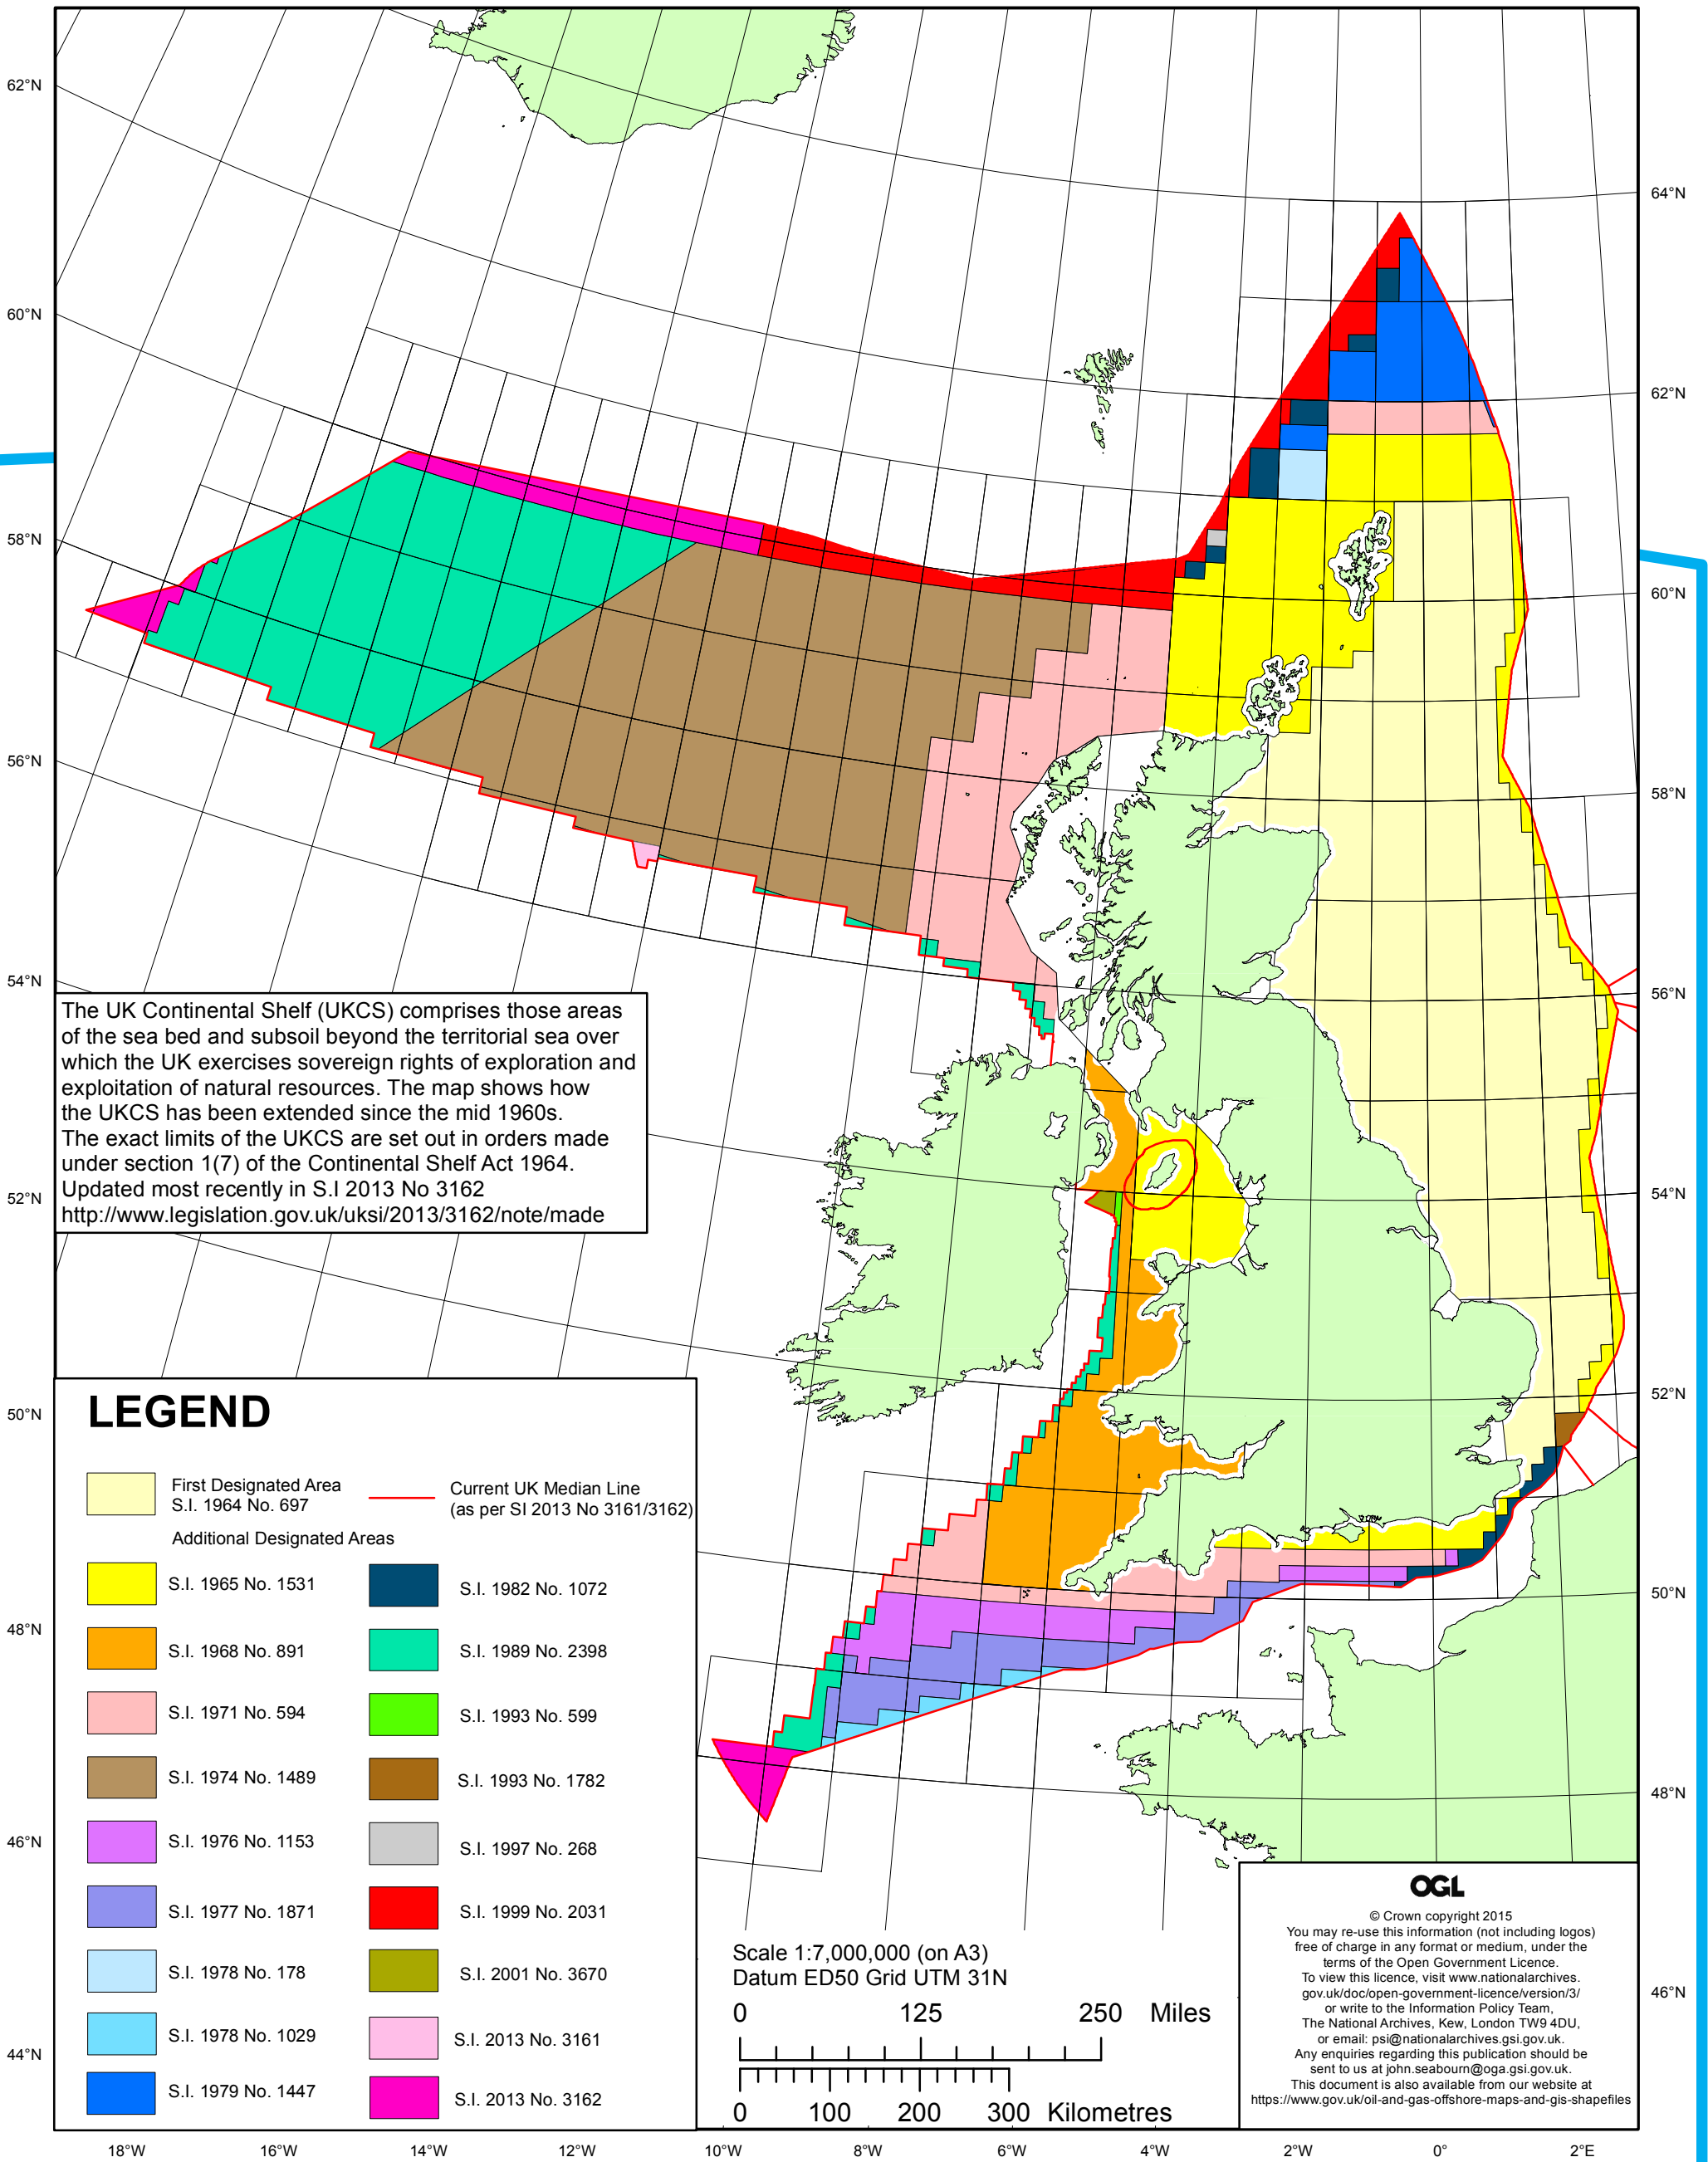 62°N
60°N
58°N
56°N
54°N
52°N
50°N
48°N
46°N
44°N
64°N
62°N
60°N
58°N
56°N
54°N
52°N
50°N
48°N
46°N
The UK Continental Shelf (UKCS) comprises those areas
of the sea bed and subsoil beyond the territorial sea over
which the UK exercises sovereign rights of exploration and
exploitation of natural resources. The map shows how
the UKCS has been extended since the mid 1960s.
The exact limits of the UKCS are set out in orders made
under section 1(7) of the Continental Shelf Act 1964.
Updated most recently in S.I 2013 No 3162
http://www.legislation.gov.uk/uksi/2013/3162/note/made
LEGEND
First Designated Area
S.I. 1964 No. 697
Current UK Median Line
(as per SI 2013 No 3161/3162)
Additional Designated Areas
S.I. 1965 No. 1531
S.I. 1968 No. 891
S.I. 1971 No. 594
S.I. 1974 No. 1489
S.I. 1976 No. 1153
S.I. 1977 No. 1871
S.I. 1978 No. 178
S.I. 1978 No. 1029
S.I. 1979 No. 1447
S.I. 1982 No. 1072
S.I. 1989 No. 2398
S.I. 1993 No. 599
S.I. 1993 No. 1782
S.I. 1997 No. 268
S.I. 1999 No. 2031
S.I. 2001 No. 3670
S.I. 2013 No. 3161
S.I. 2013 No. 3162
Scale 1:7,000,000 (on A3)
Datum ED50 Grid UTM 31N
0 125 250 Miles
0 100 200 300 Kilometres
OGL
© Crown copyright 2015
You may re-use this information (not including logos)
free of charge in any format or medium, under the
terms of the Open Government Licence.
To view this licence, visit www.nationalarchives.
gov.uk/doc/open-government-licence/version/3/
or write to the Information Policy Team,
The National Archives, Kew, London TW9 4DU,
or email: psi@nationalarchives.gsi.gov.uk.
Any enquiries regarding this publication should be
sent to us at john.seabourn@oga.gsi.gov.uk.
This document is also available from our website at
https://www.gov.uk/oil-and-gas-offshore-maps-and-gis-shapefiles
18°W 16°W 14°W 12°W 10°W 8°W 6°W 4°W 2°W 0° 2°E